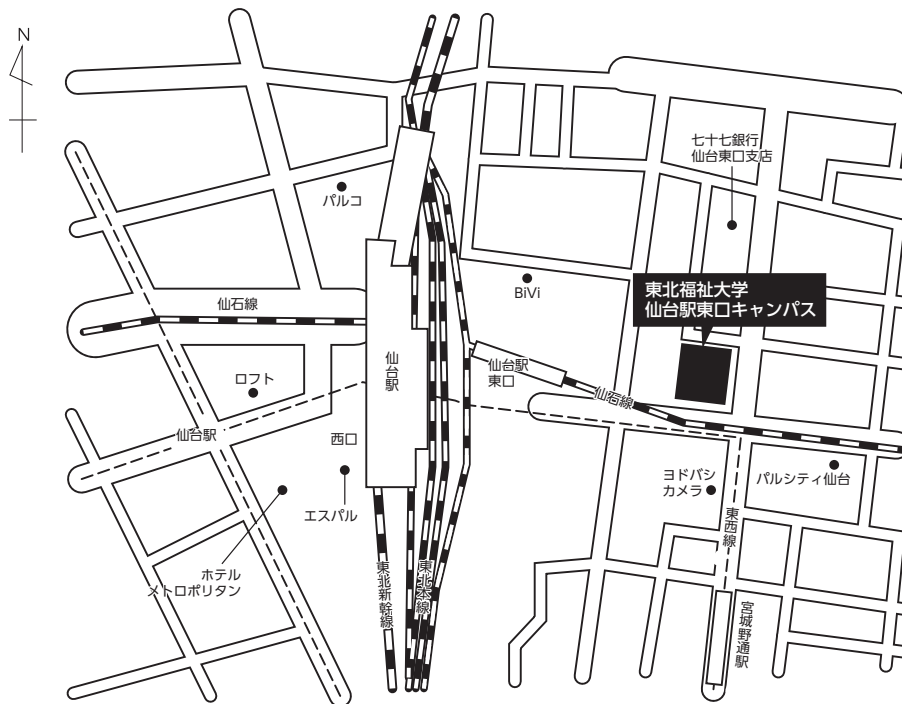 N
七十七銀行
仙台東口支店
パルコ
BiVi
東北福祉大学
仙台駅東口キャンパス
仙石線
仙台駅
仙台駅
東口
ロフト
仙石線
仙台駅
西口
ヨドバシ
カメラ
パルシティ仙台
エスパル
東西線
ホテル
メトロポリタン
東北新幹線
東北本線
宮城野通駅